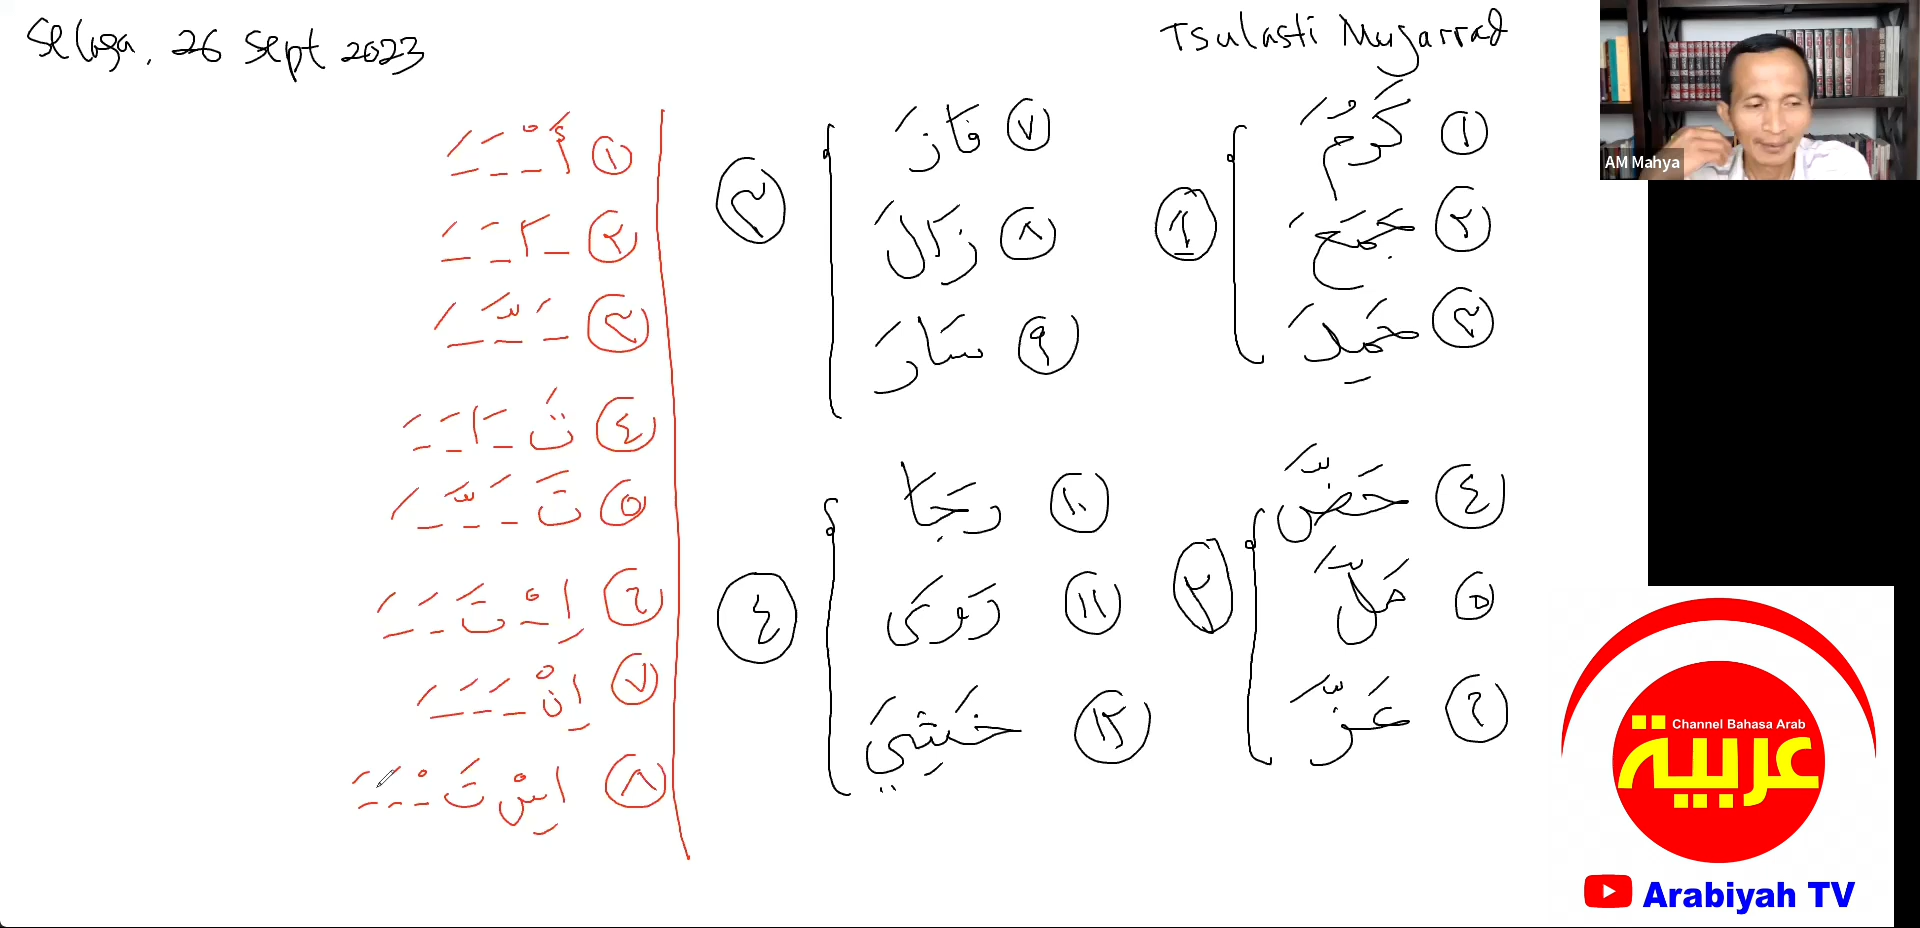 Selasa, 26 Sept 2023
Tsulasti Mujarrad
AM Mahya
١ كَرُمَ
٢ جَمَعَ
٣ حَمِدَ
١
٤ حَضَّ
٥ مَلَّ
٦ عَزَّ
٢
٧ فَازَ
٨ زَالَ
٩ سَارَ
٣
١٠ رَجَا
١١ رَوَى
١٢ خَشِيَ
٤
١ أَ ـْ ـَ ـَ
٢ ـَ ا ـَ ـَ
٣ ـَ ـَّ ـَ
٤ تَ ـَ ا ـَ ـَ
٥ تَ ـَ ـَّ ـَ
٦ اِ ـْ تَ ـَ ـَ
٧ اِنْ ـَ ـَ ـَ
٨ اِسْ تَ ـْ ـَ ـَ
Channel Bahasa Arab
عربية
Arabiyah TV